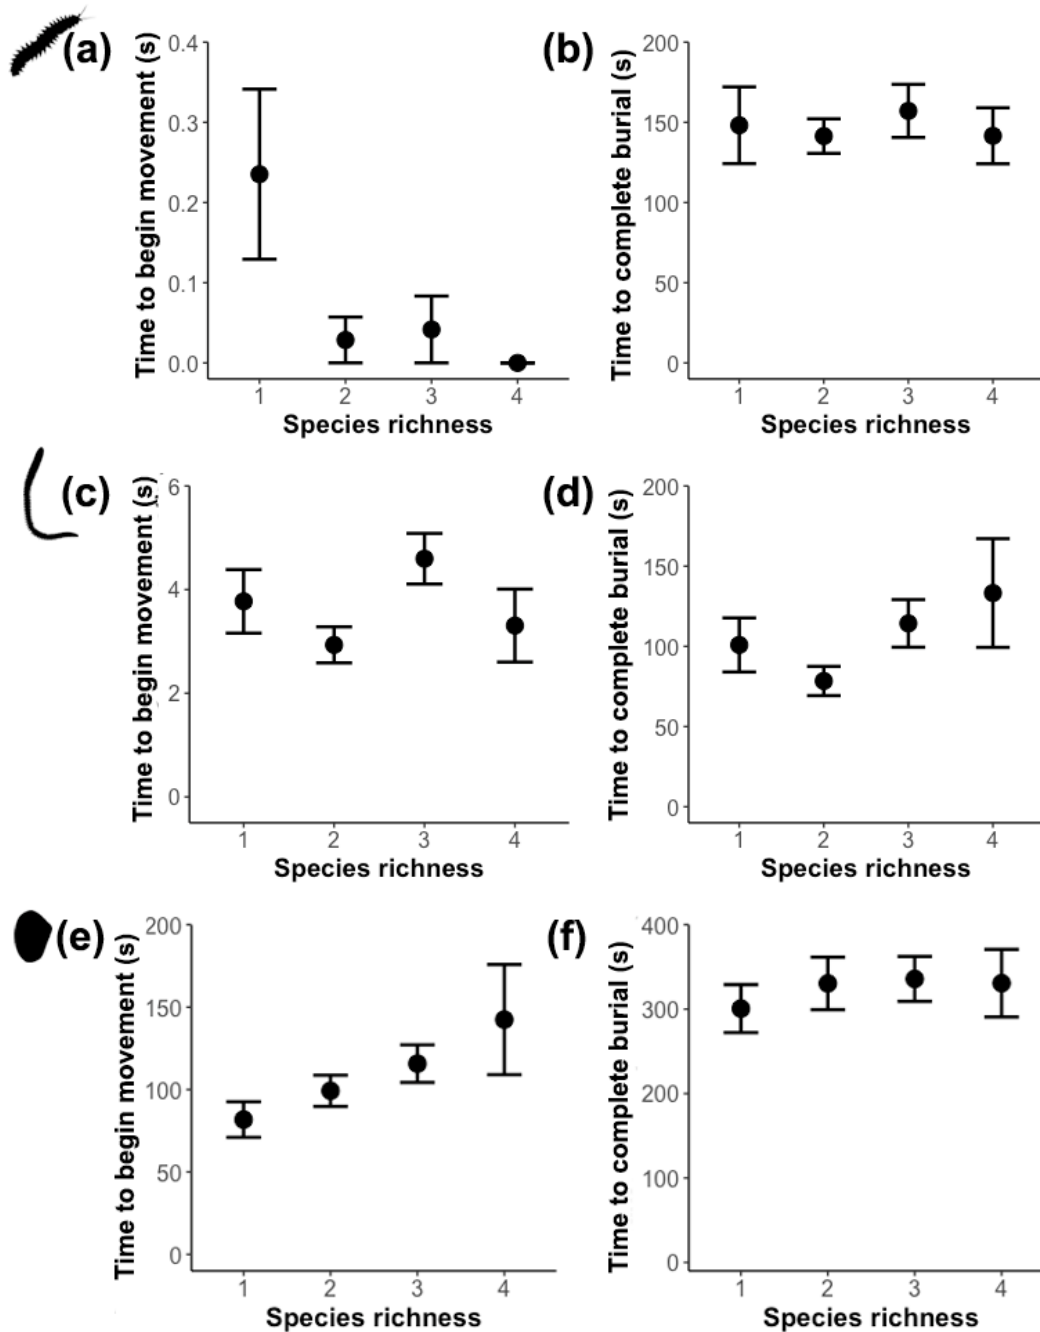 (a)
Time to begin movement (s)
0.4
0.3
0.2
0.1
0.0
1 2 3 4
Species richness
(b)
Time to complete burial (s)
200
150
100
50
0
1 2 3 4
Species richness
(c)
Time to begin movement (s)
6
4
2
0
1 2 3 4
Species richness
(d)
Time to complete burial (s)
200
150
100
50
0
1 2 3 4
Species richness
(e)
Time to begin movement (s)
200
150
100
50
0
1 2 3 4
Species richness
(f)
Time to complete burial (s)
400
300
200
100
0
1 2 3 4
Species richness